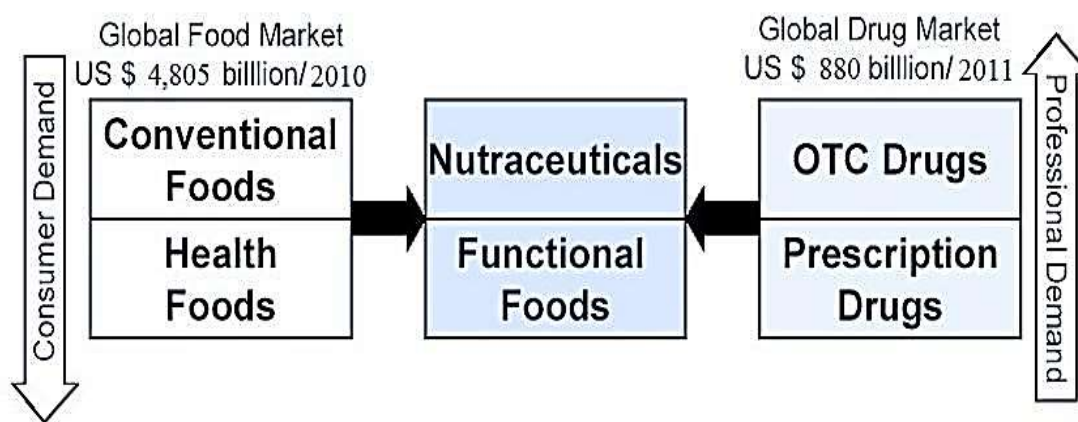 Global Food Market
US $ 4,805 billlion/ 2010
Global Drug Market
US $ 880 billlion/ 2011
Consumer Demand
Conventional
Foods
Health
Foods
Nutraceuticals
Functional
Foods
OTC Drugs
Prescription
Drugs
Professional Demand